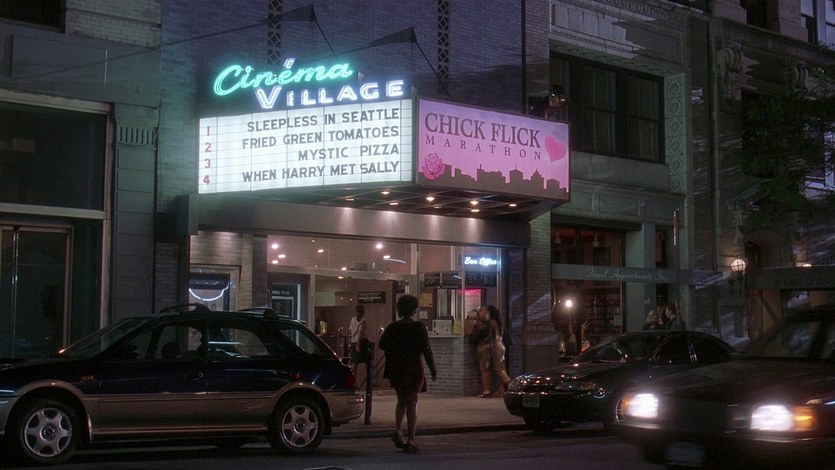 Cinéma
VILLAGE
1 SLEEPLESS IN SEATTLE
2 FRIED GREEN TOMATOES
3 MYSTIC PIZZA
4 WHEN HARRY MET SALLY
CHICK FLICK
MARATHON
Box Office